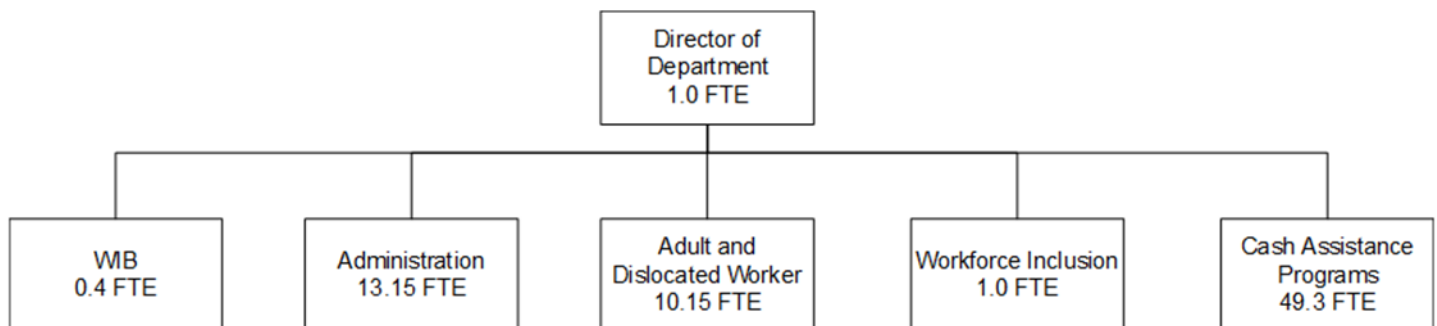 Director of
Department
1.0 FTE
WIB
0.4 FTE
Administration
13.15 FTE
Adult and
Dislocated Worker
10.15 FTE
Workforce Inclusion
1.0 FTE
Cash Assistance
Programs
49.3 FTE